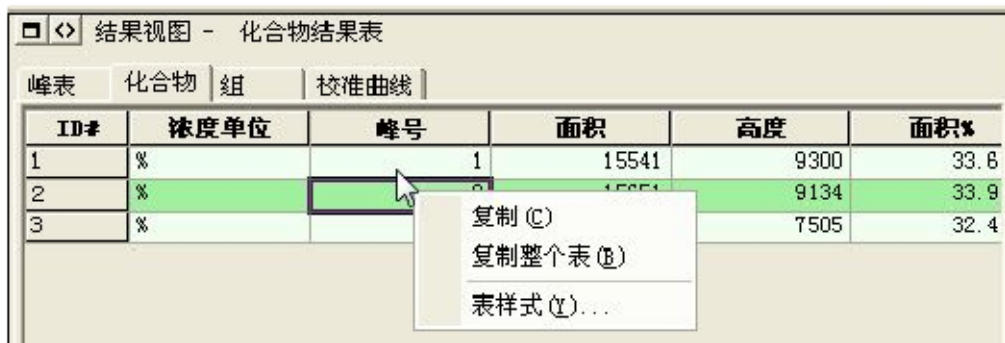 结果视图 - 化合物结果表
峰表 化合物 组 校准曲线
ID# 浓度单位 峰号 面积 高度 面积%
1 % 1 15541 9300 33.6
2 % 9134 33.9
3 % 7505 32.4
复制(C)
复制整个表(B)
表样式(Y)...